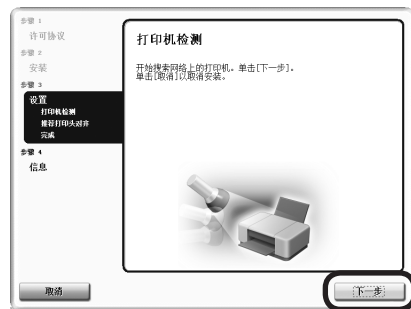 步骤 1
许可协议
步骤 2
安装
步骤 3
设置
打印机检测
推荐打印头对齐
完成
步骤 4
信息
打印机检测
开始搜索网络上的打印机。单击[下一步]。
单击[取消]以取消安装。
取消
下一步